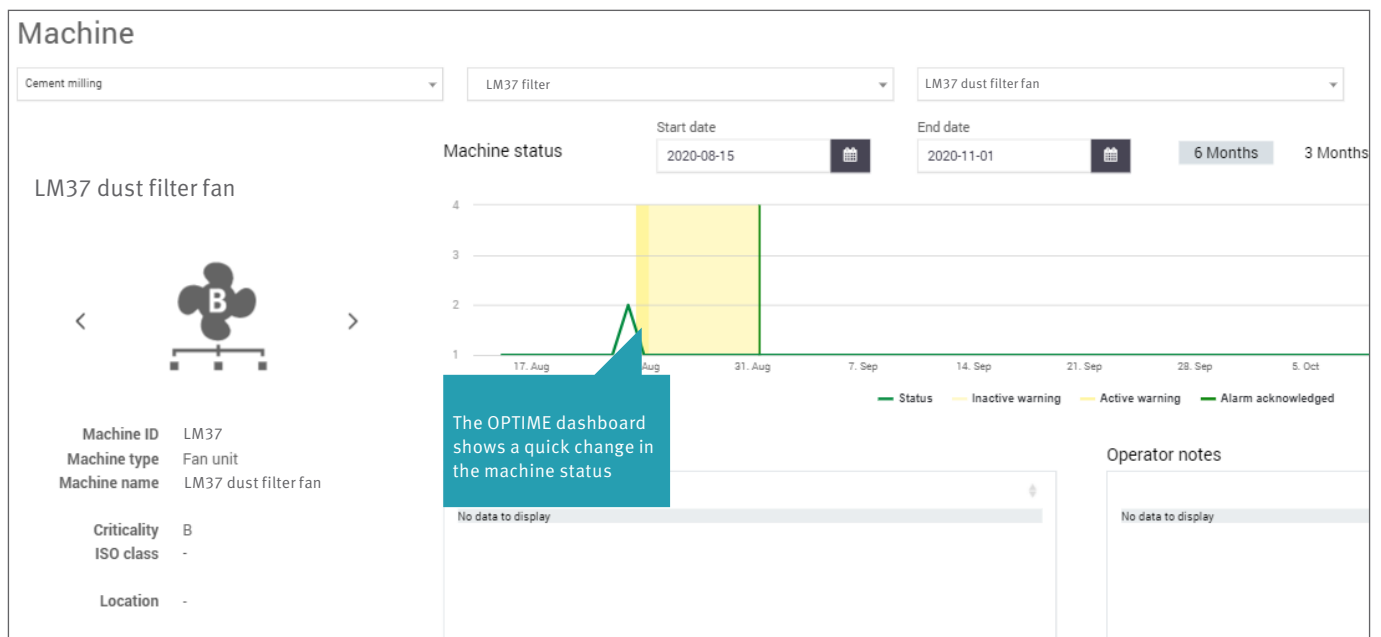 Machine
Cement milling
LM37 filter
LM37 dust filter fan
Start date
End date
Machine status
2020-08-15
2020-11-01
6 Months
3 Months
LM37 dust filter fan
B
4
3
2
1
17. Aug
Aug
31. Aug
7. Sep
14. Sep
21. Sep
28. Sep
5. Oct
Status
Inactive warning
Active warning
Alarm acknowledged
The OPTIME dashboard
shows a quick change in
the machine status
Machine ID LM37
Machine type Fan unit
Machine name LM37 dust filter fan
Criticality B
ISO class -
Location -
No data to display
Operator notes
No data to display